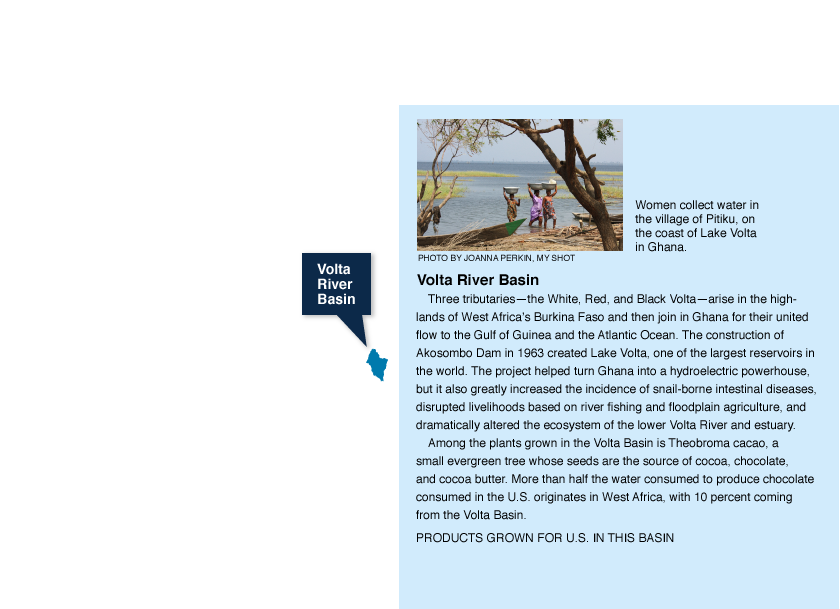 Women collect water in
the village of Pitiku, on
the coast of Lake Volta
in Ghana.
PHOTO BY JOANNA PERKIN, MY SHOT
Volta
River
Basin
Volta River Basin
Three tributaries—the White, Red, and Black Volta—arise in the high-
lands of West Africa's Burkina Faso and then join in Ghana for their united
flow to the Gulf of Guinea and the Atlantic Ocean. The construction of
Akosombo Dam in 1963 created Lake Volta, one of the largest reservoirs in
the world. The project helped turn Ghana into a hydroelectric powerhouse,
but it also greatly increased the incidence of snail-borne intestinal diseases,
disrupted livelihoods based on river fishing and floodplain agriculture, and
dramatically altered the ecosystem of the lower Volta River and estuary.
Among the plants grown in the Volta Basin is Theobroma cacao, a
small evergreen tree whose seeds are the source of cocoa, chocolate,
and cocoa butter. More than half the water consumed to produce chocolate
consumed in the U.S. originates in West Africa, with 10 percent coming
from the Volta Basin.
PRODUCTS GROWN FOR U.S. IN THIS BASIN